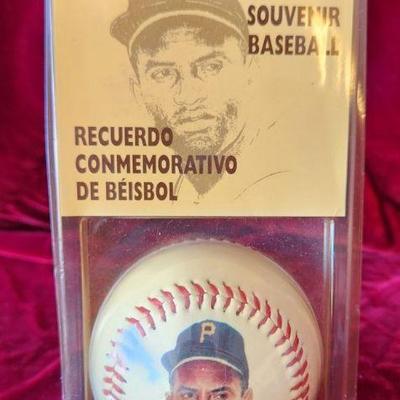 SOUVENIR
BASEBALL
RECUERDO
CONMEMORATIVO
DE BÉISBOL
P